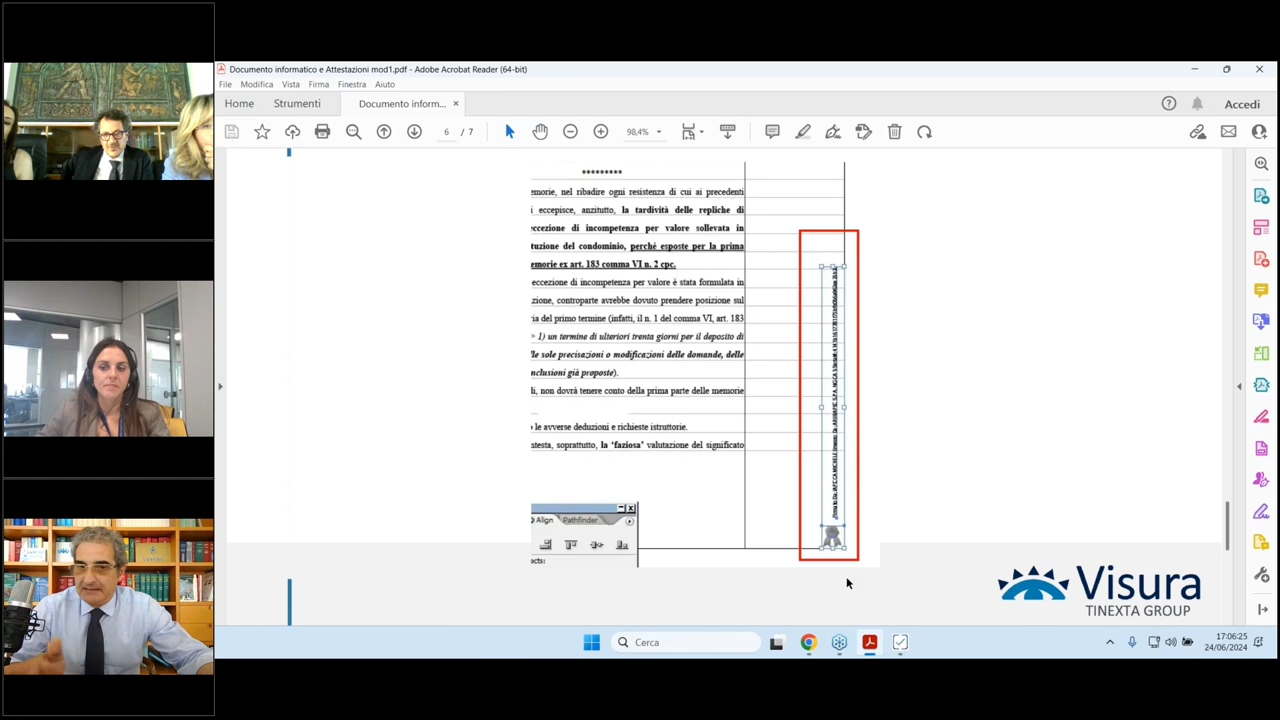 Documento informatico e Attestazioni mod1.pdf - Adobe Acrobat Reader (64-bit)
File Modifica Vista Firma Finestra Aiuto
Home Strumenti Documento inform... × Accedi
6 / 7 98,4%
*********
emorie, nel ribadire ogni resistenza di cui ai precedenti
i eccepisce, anzitutto, la tardività delle repliche di
eccezione di incompetenza per valore sollevata in
tuzione del condominio, perché esposte per la prima
emorie ex art. 183 comma VI n. 2 cpc.
eccezione di incompetenza per valore è stata formulata in
zione, controparte avrebbe dovuto prendere posizione sul
ria del primo termine (infatti, il n. 1 del comma VI, art. 183
> 1) un termine di ulteriori trenta giorni per il deposito di
lle sole precisazioni o modificazioni delle domande, delle
nclusioni già proposte).
di, non dovrà tenere conto della prima parte delle memorie
o le avverse deduzioni e richieste istruttorie.
ntesta, soprattutto, la 'faziosa' valutazione del significato
Align Pathfinder
ects:
Visura
TINEXTA GROUP
Cerca
17:06:25
24/06/2024